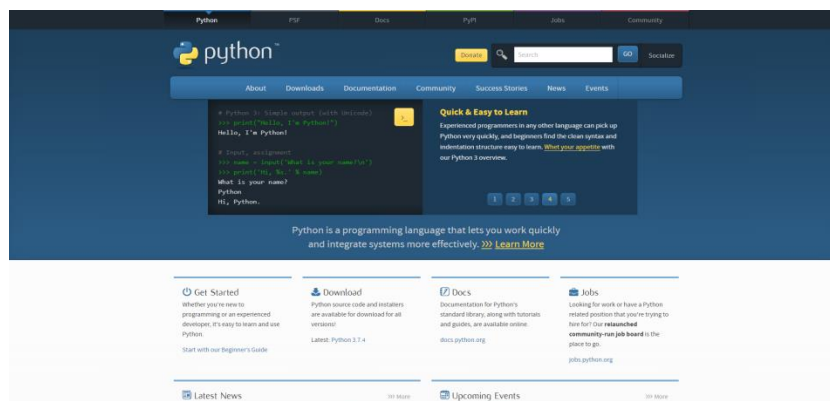 Python PSF Docs PyPI Jobs Community
python™
Donate Search GO Socialize
About Downloads Documentation Community Success Stories News Events
# Python 3: Simple output (with Unicode)
>>> print("Hello, I'm Python!")
Hello, I'm Python!
# Input, assignment
>>> name = input('What is your name?\n')
>>> print('Hi, %s.' % name)
What is your name?
Python
Hi, Python.
>_
Quick & Easy to Learn
Experienced programmers in any other language can pick up
Python very quickly, and beginners find the clean syntax and
indentation structure easy to learn. Whet your appetite with
our Python 3 overview.
1 2 3 4 5
Python is a programming language that lets you work quickly
and integrate systems more effectively. >>> Learn More
Get Started
Whether you're new to
programming or an experienced
developer, it's easy to learn and use
Python.
Start with our Beginner's Guide
Download
Python source code and installers
are available for download for all
versions!
Latest: Python 3.7.4
Docs
Documentation for Python's
standard library, along with tutorials
and guides, are available online.
docs.python.org
Jobs
Looking for work or have a Python
related position that you're trying to
hire for? Our relaunched
community-run job board is the
place to go.
jobs.python.org
Latest News >>> More
Upcoming Events >>> More